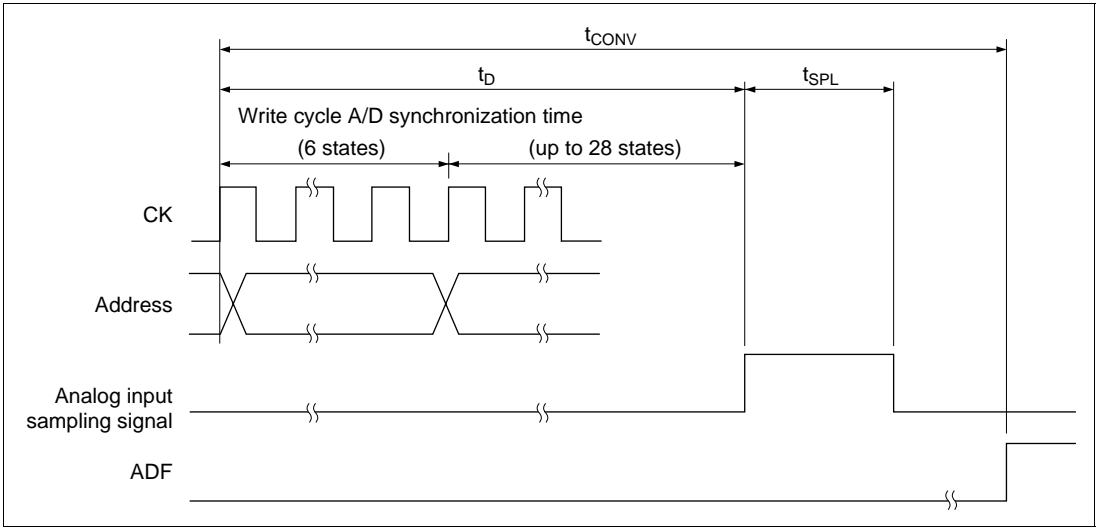 tCONV
tD tSPL
Write cycle A/D synchronization time
(6 states) (up to 28 states)
CK
Address
Analog input
sampling signal
ADF